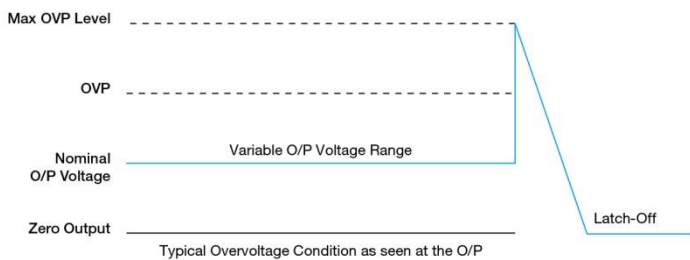 Max OVP Level
OVP
Variable O/P Voltage Range
Nominal
O/P Voltage
Zero Output
Latch-Off
Typical Overvoltage Condition as seen at the O/P